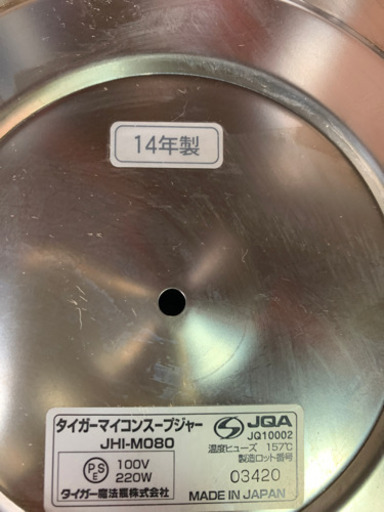 14年製
タイガーマイコンスープジャー
JHI-M080
PSE
100V
220W
タイガー魔法瓶株式会社
JQA
JQ10002
温度ヒューズ 157℃
製造ロット番号
03420
MADE IN JAPAN